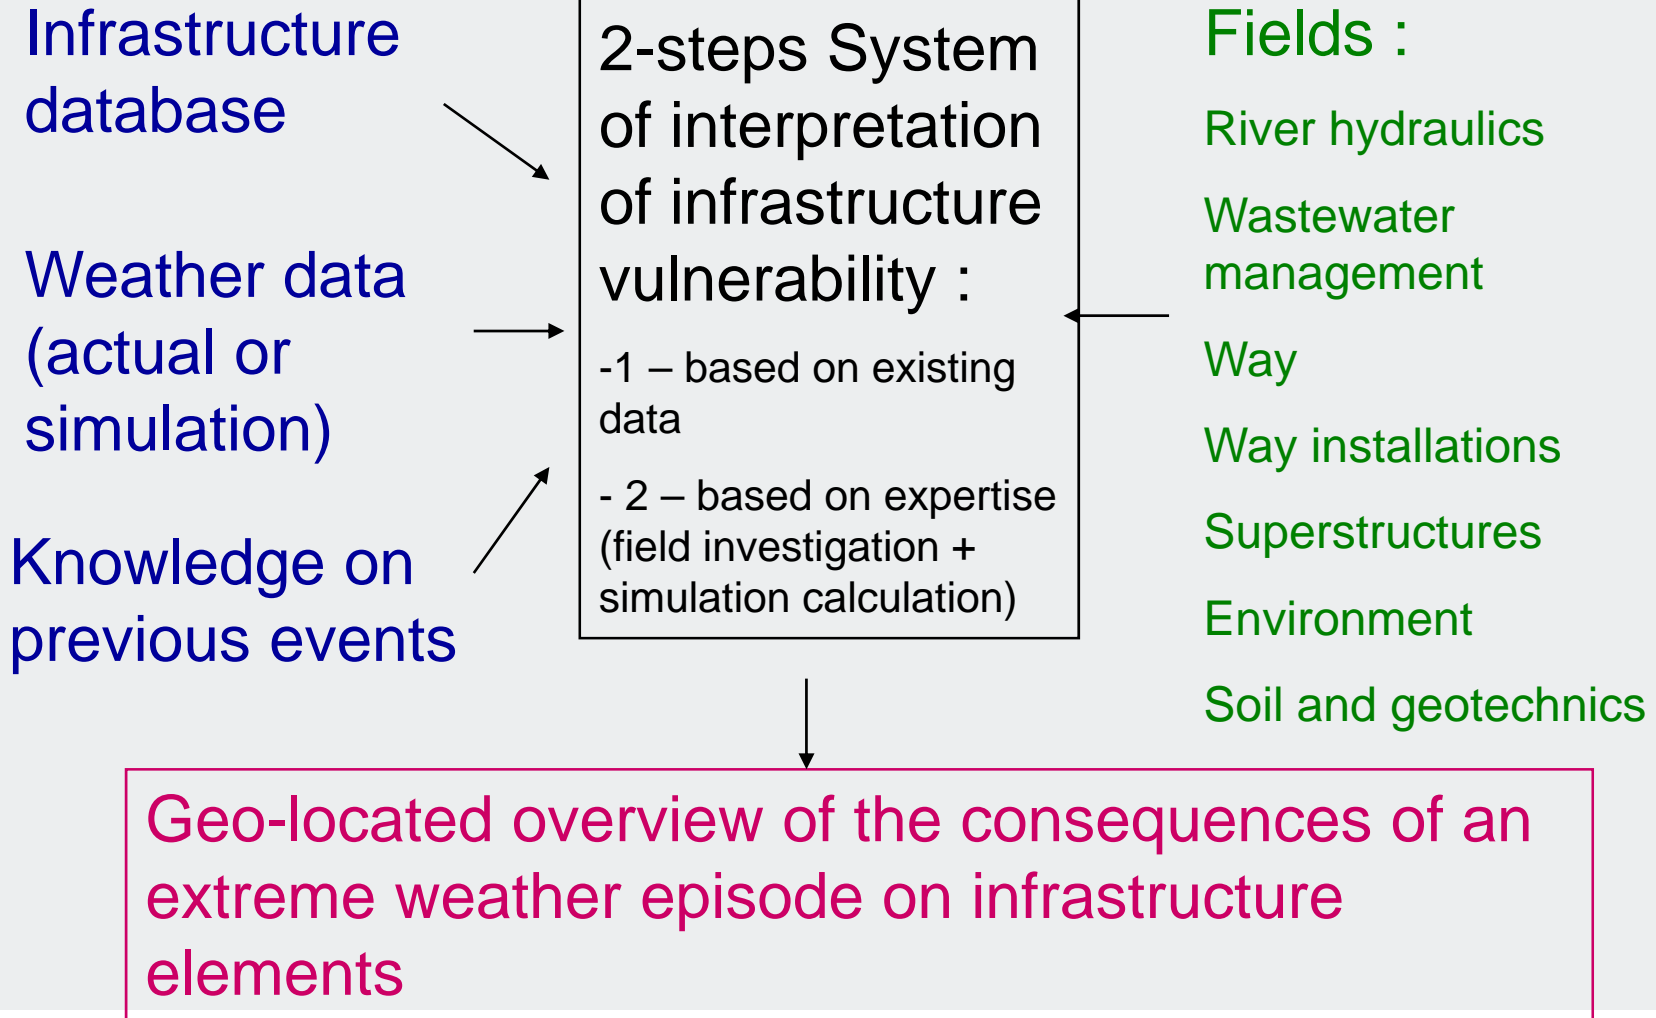 Infrastructure
database
Weather data
(actual or
simulation)
Knowledge on
previous events
2-steps System
of interpretation
of infrastructure
vulnerability :
-1 – based on existing
data
- 2 – based on expertise
(field investigation +
simulation calculation)
Fields :
River hydraulics
Wastewater
management
Way
Way installations
Superstructures
Environment
Soil and geotechnics
Geo-located overview of the consequences of an
extreme weather episode on infrastructure
elements